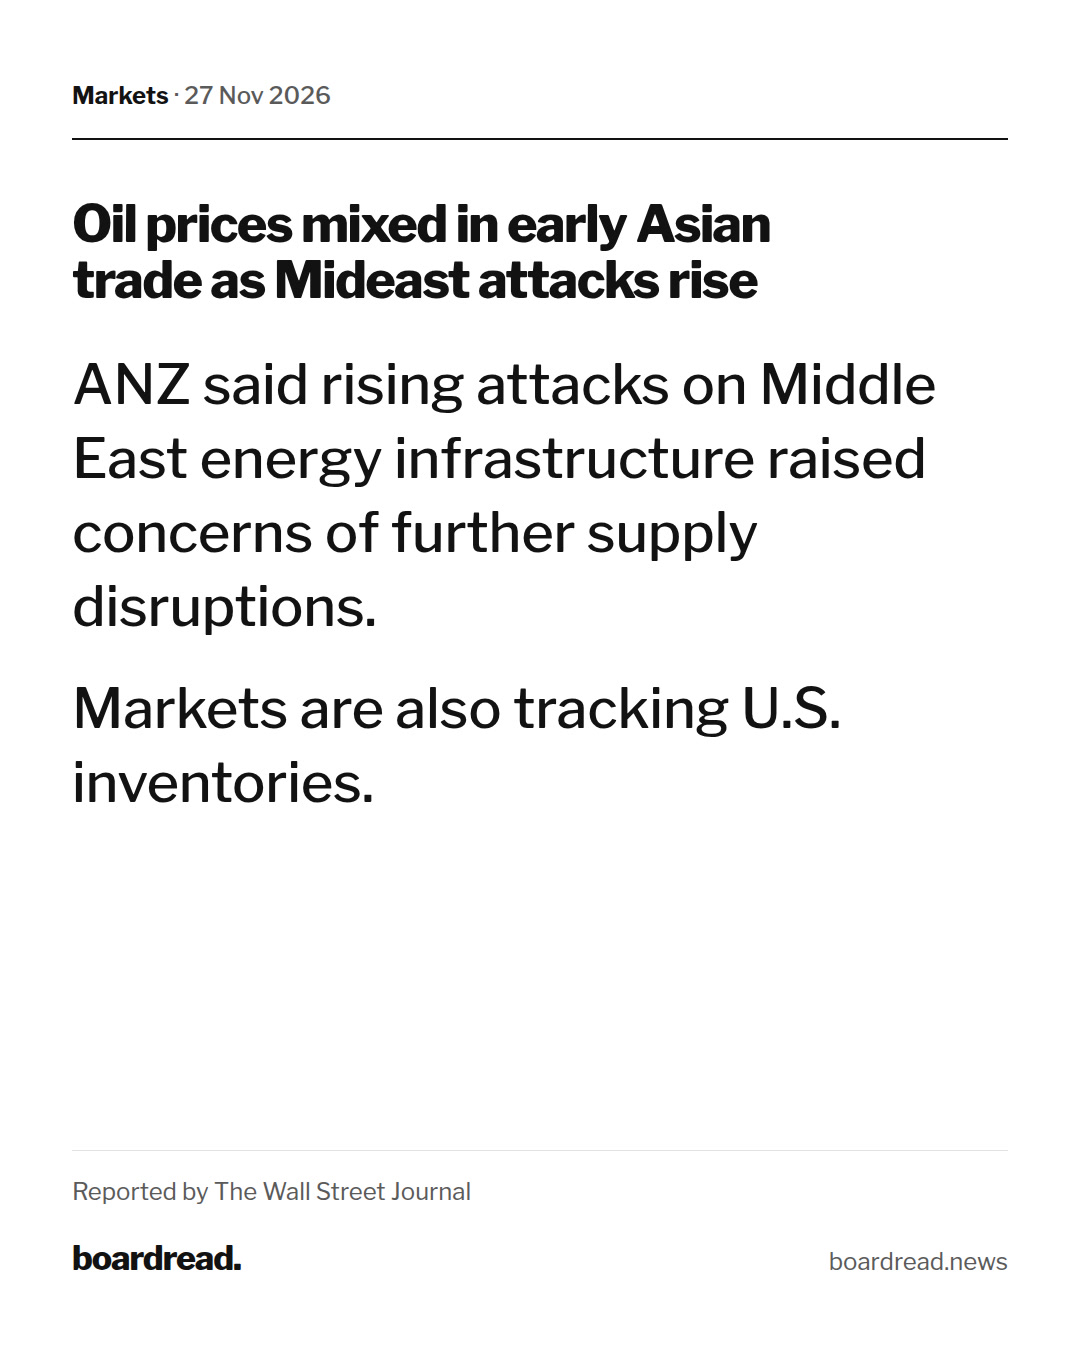 Markets · 27 Nov 2026
Oil prices mixed in early Asian
trade as Mideast attacks rise
ANZ said rising attacks on Middle
East energy infrastructure raised
concerns of further supply
disruptions.
Markets are also tracking U.S.
inventories.
Reported by The Wall Street Journal
boardread.
boardread.news